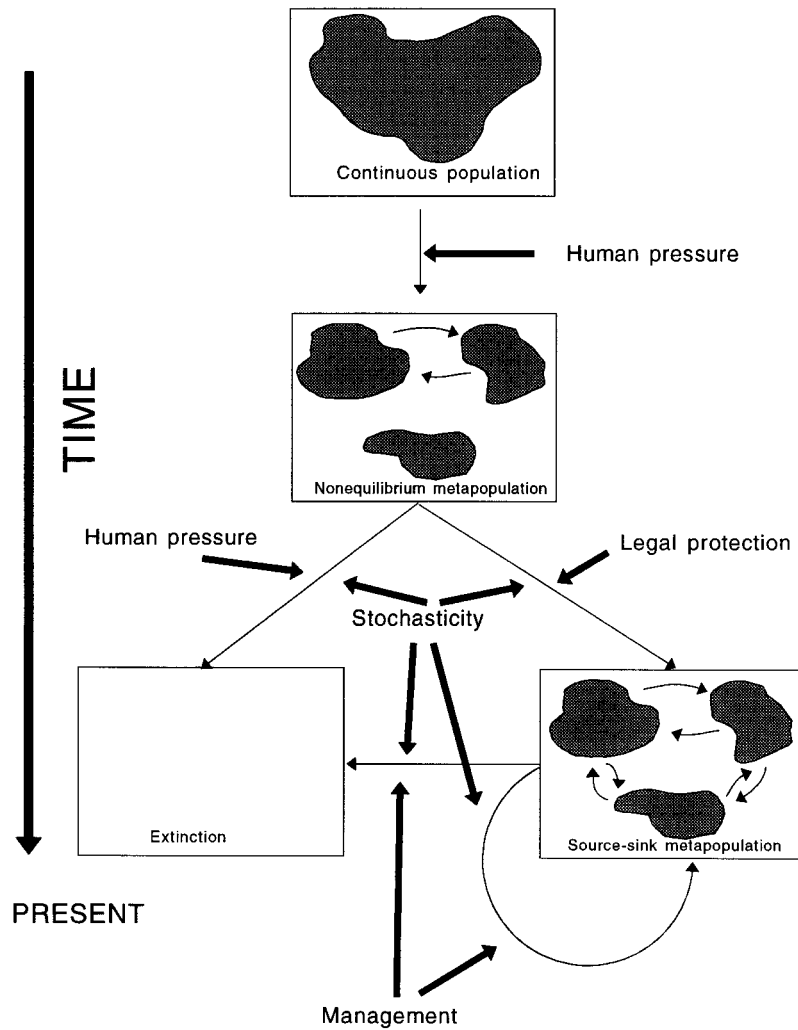 Continuous population
Human pressure
TIME
Nonequilibrium metapopulation
Human pressure
Legal protection
Stochasticity
Extinction
Source-sink metapopulation
PRESENT
Management